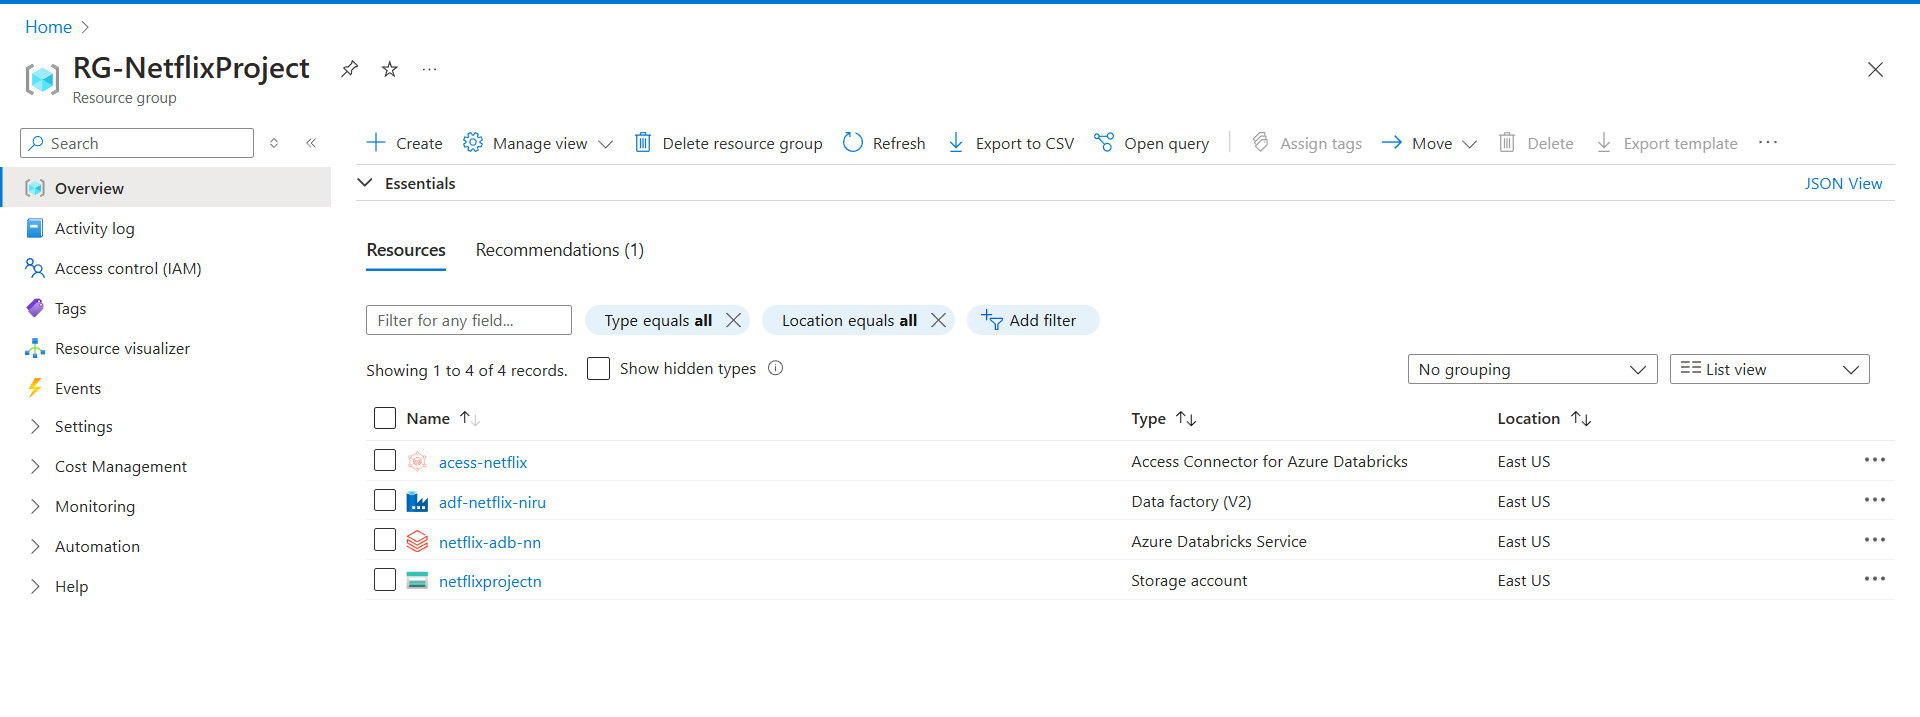 Home
RG-NetflixProject
Resource group
Search
Create Manage view Delete resource group Refresh Export to CSV Open query Assign tags Move Delete Export template
Overview
Activity log
Access control (IAM)
Tags
Resource visualizer
Events
Settings
Cost Management
Monitoring
Automation
Help
Essentials JSON View
Resources Recommendations (1)
Filter for any field... Type equals all Location equals all Add filter
Showing 1 to 4 of 4 records. Show hidden types No grouping List view
Name Type Location
acess-netflix Access Connector for Azure Databricks East US
adf-netflix-niru Data factory (V2) East US
netflix-adb-nn Azure Databricks Service East US
netflixprojectn Storage account East US